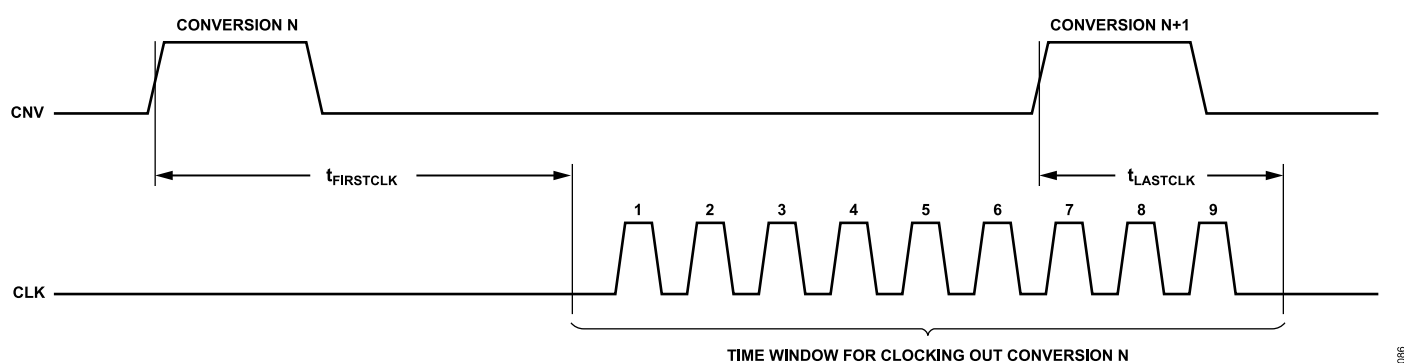 CONVERSION N
CONVERSION N+1
CNV
tFIRSTCLK
tLASTCLK
1 2 3 4 5 6 7 8 9
CLK
TIME WINDOW FOR CLOCKING OUT CONVERSION N
086